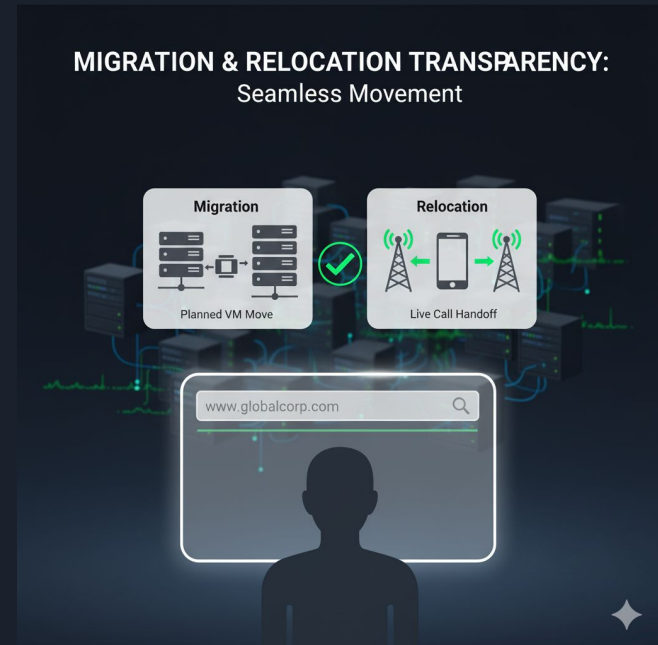 MIGRATION & RELOCATION TRANSPARENCY:
Seamless Movement
Migration
Planned VM Move
Relocation
Live Call Handoff
www.globalcorp.com